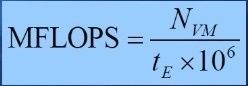 MFLOPS = N_VM / (t_E × 10^6)